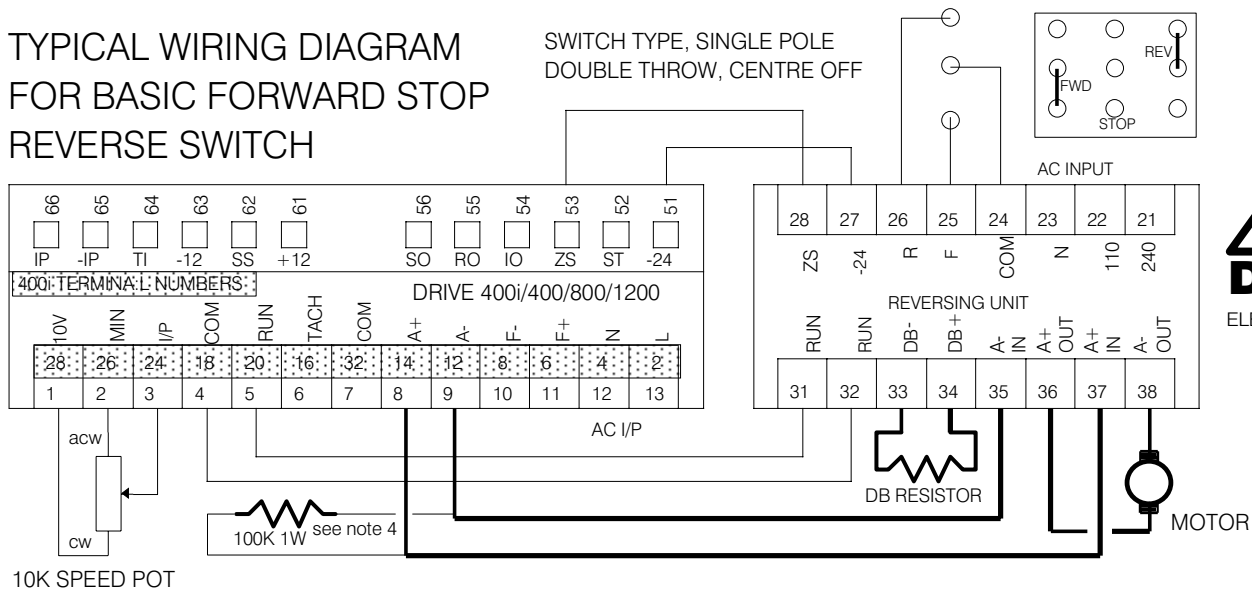 TYPICAL WIRING DIAGRAM
FOR BASIC FORWARD STOP
REVERSE SWITCH
SWITCH TYPE, SINGLE POLE
DOUBLE THROW, CENTRE OFF
REV
FWD
STOP
AC INPUT
66 65 64 63 62 61 56 55 54 53 52 51
IP -IP TI -12 SS +12 SO RO IO ZS ST -24
400i TERMINAL NUMBERS
DRIVE 400i/400/800/1200
10V MIN I/P COM RUN TACH COM A+ A- F- F+ N L
28 26 24 18 20 16 32 14 12 8 6 4 2
1 2 3 4 5 6 7 8 9 10 11 12 13
AC I/P
28 27 26 25 24 23 22 21
ZS -24 R F COM N 110 240
REVERSING UNIT
RUN RUN DB- DB+ A- IN A+ OUT A+ IN A- OUT
31 32 33 34 35 36 37 38
acw
cw
10K SPEED POT
100K 1W see note 4
DB RESISTOR
MOTOR